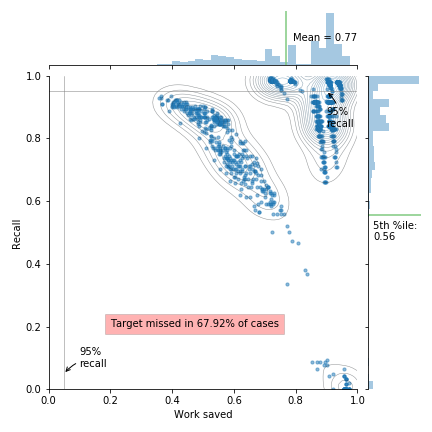 Mean = 0.77
1.0
0.8
0.6
0.4
0.2
0.0
Recall
95%
recall
5th %ile:
0.56
Target missed in 67.92% of cases
95%
recall
0.0
0.2
0.4
0.6
0.8
1.0
Work saved